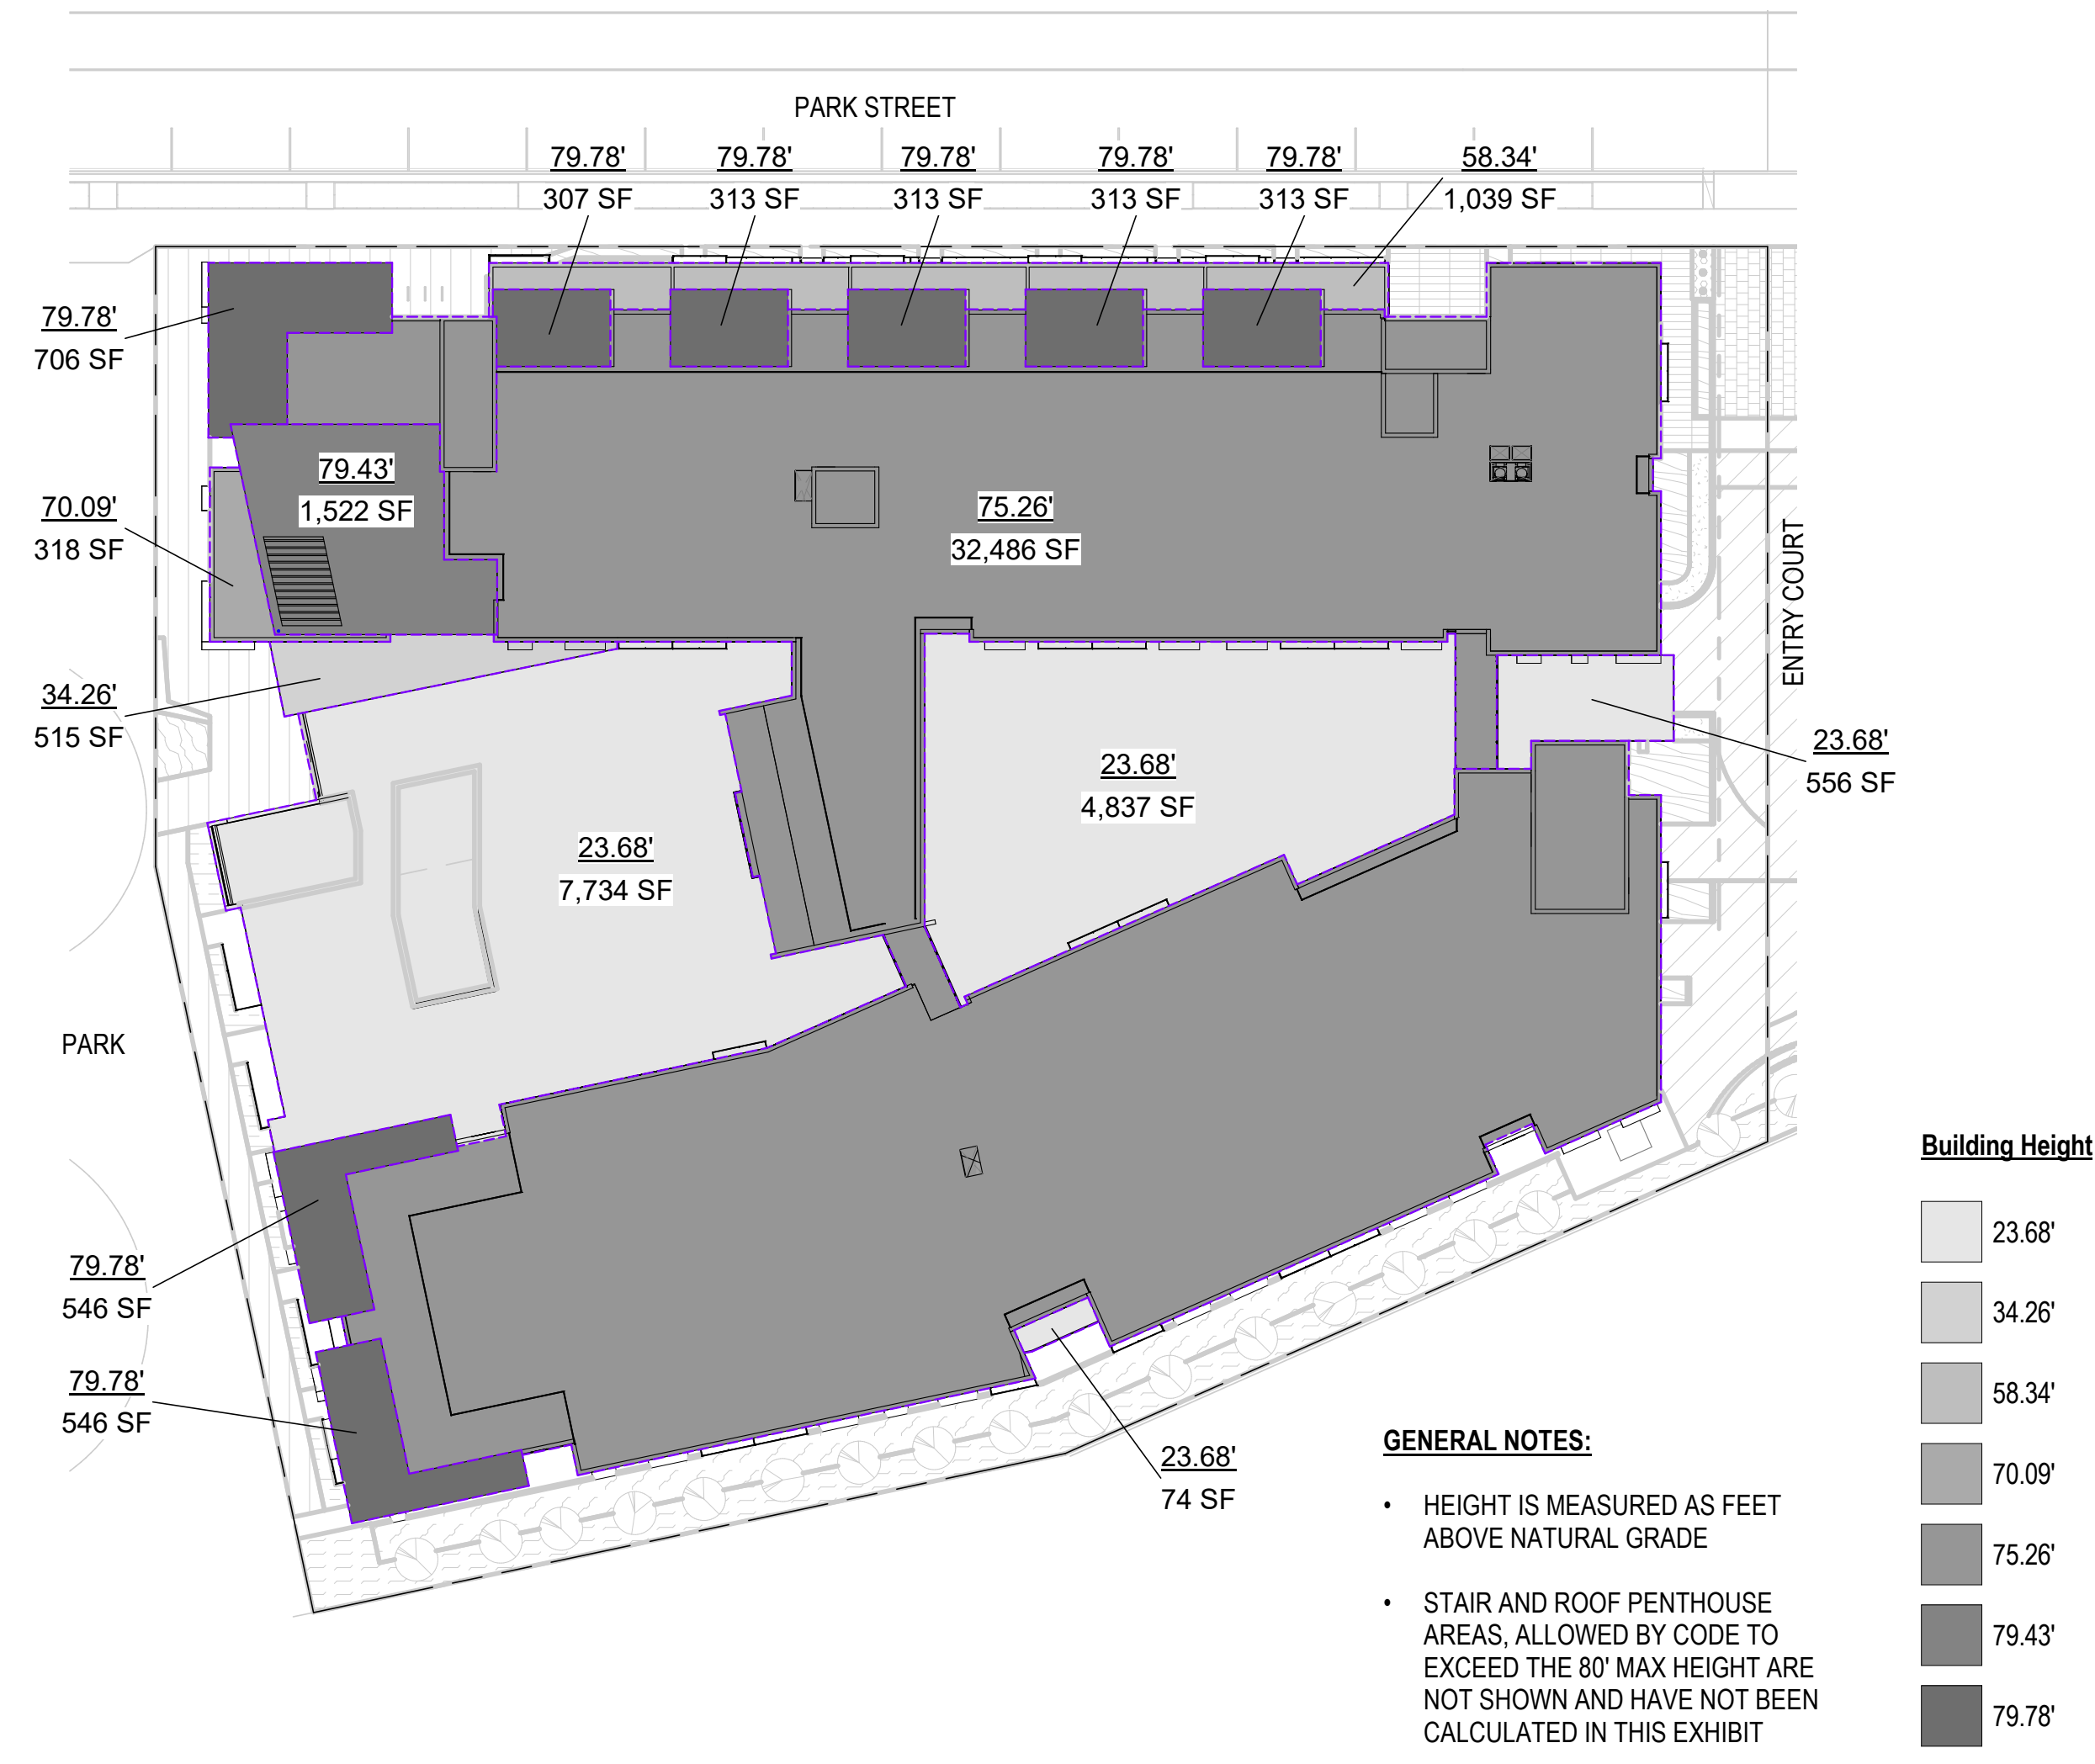 PARK STREET
79.78'
307 SF
79.78'
313 SF
79.78'
313 SF
79.78'
313 SF
79.78'
313 SF
58.34'
1,039 SF
79.78'
706 SF
79.43'
1,522 SF
70.09'
318 SF
75.26'
32,486 SF
ENTRY COURT
34.26'
515 SF
23.68'
4,837 SF
23.68'
556 SF
23.68'
7,734 SF
PARK
79.78'
546 SF
79.78'
546 SF
23.68'
74 SF
GENERAL NOTES:
• HEIGHT IS MEASURED AS FEET
ABOVE NATURAL GRADE
• STAIR AND ROOF PENTHOUSE
AREAS, ALLOWED BY CODE TO
EXCEED THE 80' MAX HEIGHT ARE
NOT SHOWN AND HAVE NOT BEEN
CALCULATED IN THIS EXHIBIT
Building Height
23.68'
34.26'
58.34'
70.09'
75.26'
79.43'
79.78'